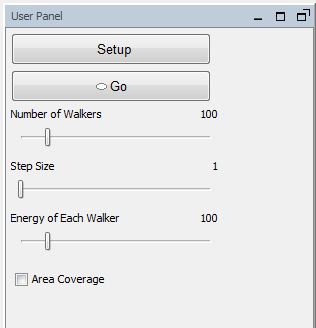 User Panel
Setup
Go
Number of Walkers 100
Step Size 1
Energy of Each Walker 100
Area Coverage